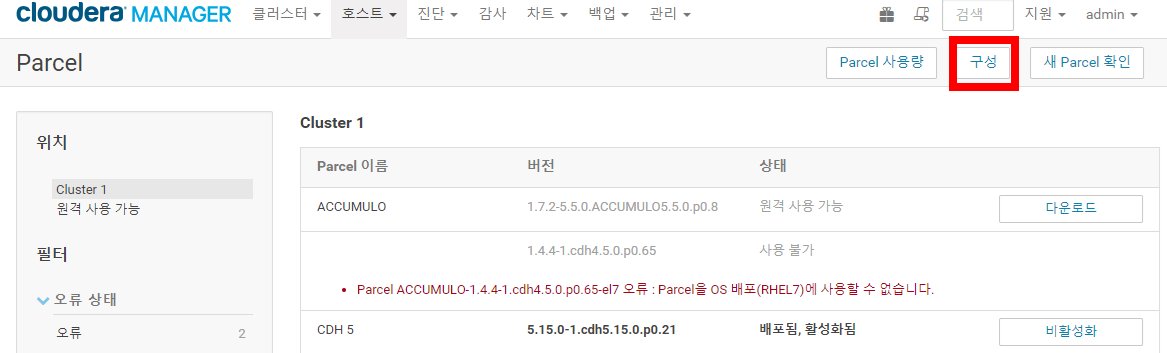 cloudera MANAGER 클러스터 호스트 진단 감사 차트 백업 관리 검색 지원 admin
Parcel Parcel 사용량 구성 새 Parcel 확인
위치
Cluster 1
원격 사용 가능
필터
오류 상태
오류 2
Cluster 1
Parcel 이름 버전 상태
ACCUMULO 1.7.2-5.5.0.ACCUMULO5.5.0.p0.8 원격 사용 가능 다운로드
1.4.4-1.cdh4.5.0.p0.65 사용 불가
Parcel ACCUMULO-1.4.4-1.cdh4.5.0.p0.65-el7 오류 : Parcel을 OS 배포(RHEL7)에 사용할 수 없습니다.
CDH 5 5.15.0-1.cdh5.15.0.p0.21 배포됨, 활성화됨 비활성화